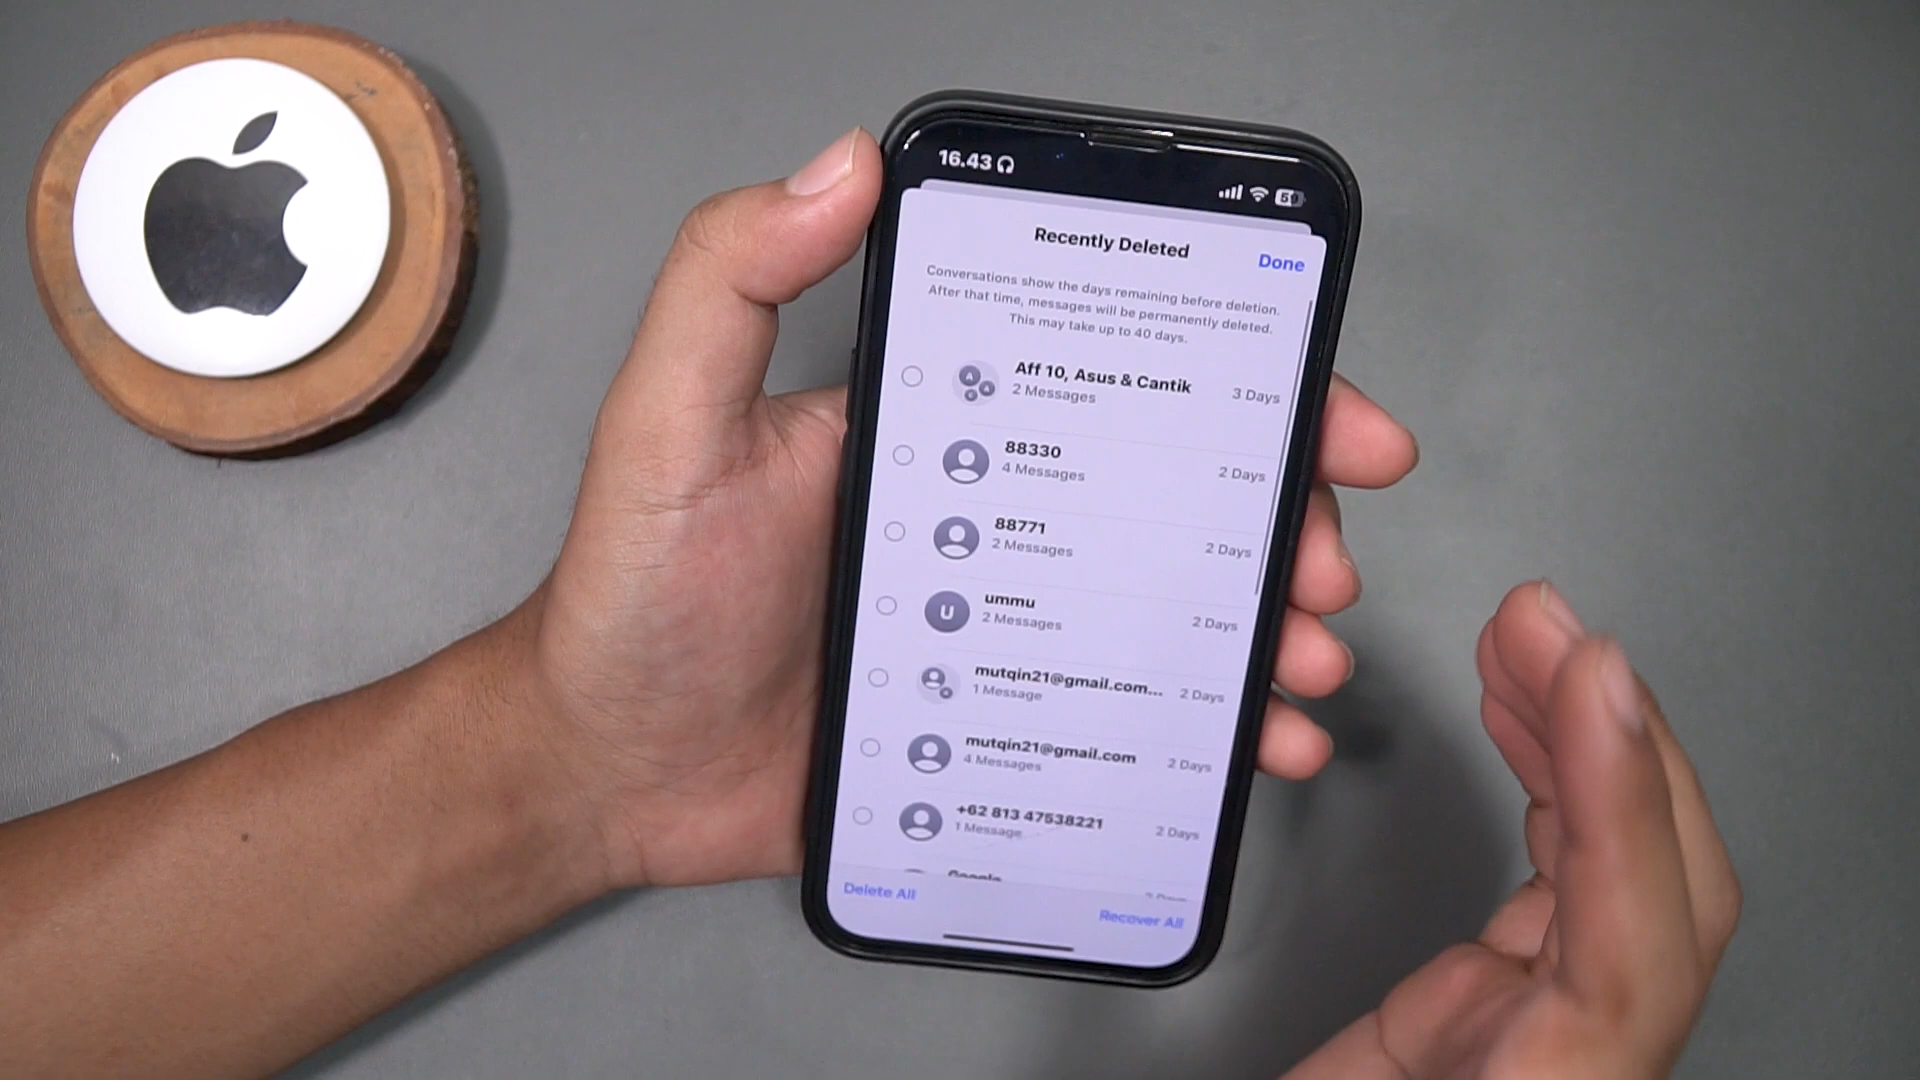 16.43
59
Recently Deleted
Done
Conversations show the days remaining before deletion.
After that time, messages will be permanently deleted.
This may take up to 40 days.
Aff 10, Asus & Cantik
3 Days
2 Messages
88330
2 Days
4 Messages
88771
2 Days
2 Messages
U
ummu
2 Days
2 Messages
mutqin21@gmail.com...
2 Days
1 Message
mutqin21@gmail.com
2 Days
4 Messages
+62 813 47538221
2 Days
1 Message
Google
Delete All
Recover All